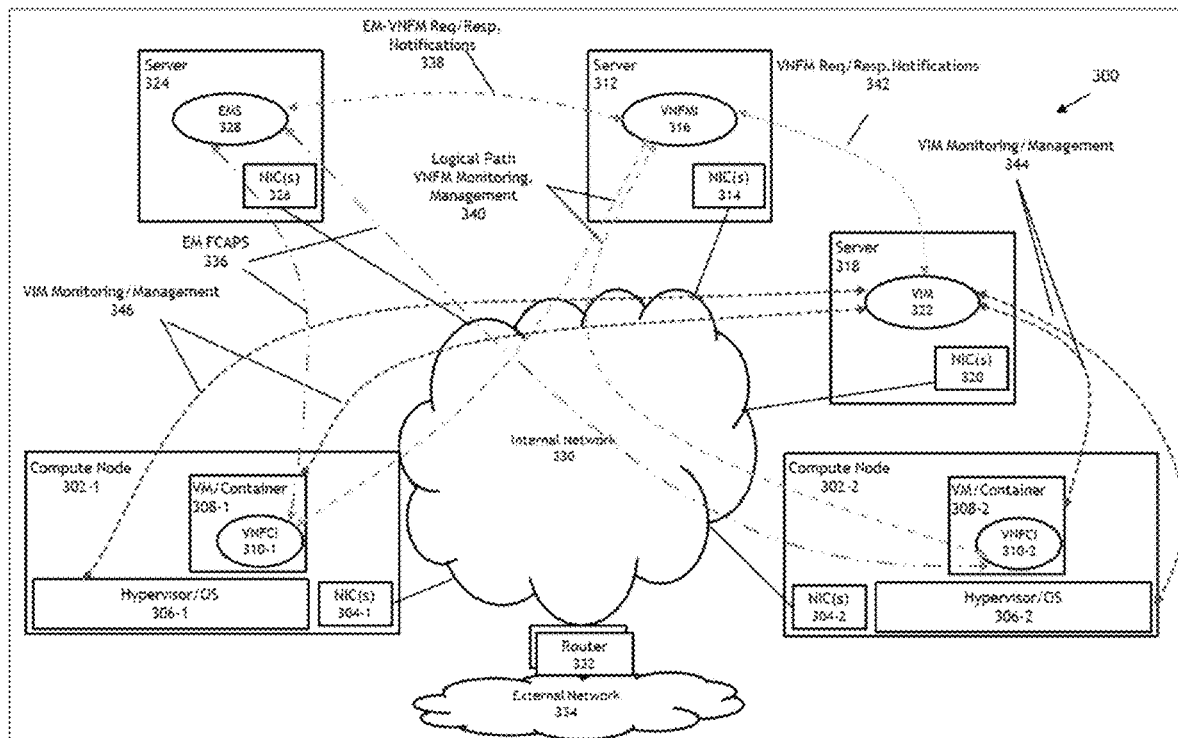 EM-VNFM Req/Resp.
Notifications
338
Server
324
EMS
328
NIC(s)
326
Server
312
VNFMI
316
NIC(s)
314
VNFM Req/Resp.Notifications
342
300
VIM Monitoring/Management
344
Logical Path
VNFM Monitoring,
Management
340
EM FCAPS
336
VIM Monitoring/Management
346
Server
318
VIM
322
NIC(s)
320
Internal Network
330
Compute Node
302-1
VM/Container
308-1
VNFCI
310-1
Hypervisor/OS
306-1
NIC(s)
304-1
Compute Node
302-2
VM/Container
308-2
VNFCI
310-2
NIC(s)
304-2
Hypervisor/OS
306-2
Router
332
External Network
334